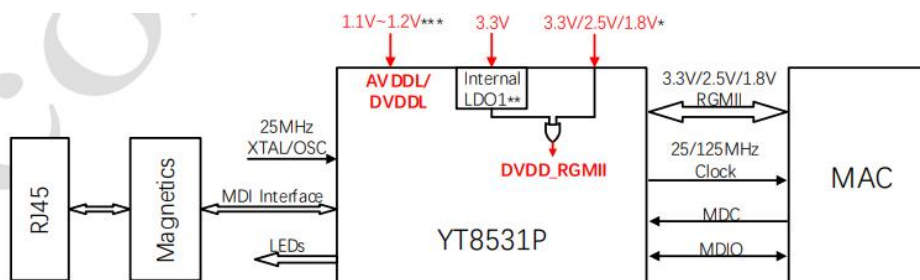 1.1V~1.2V***
3.3V
3.3V/2.5V/1.8V*
AVDDL/
DVDDL
Internal
LDO1**
DVDD_RGMII
25MHz
XTAL/OSC
MDI Interface
LEDs
RJ45
Magnetics
YT8531P
3.3V/2.5V/1.8V
RGMII
25/125MHz
Clock
MDC
MDIO
MAC